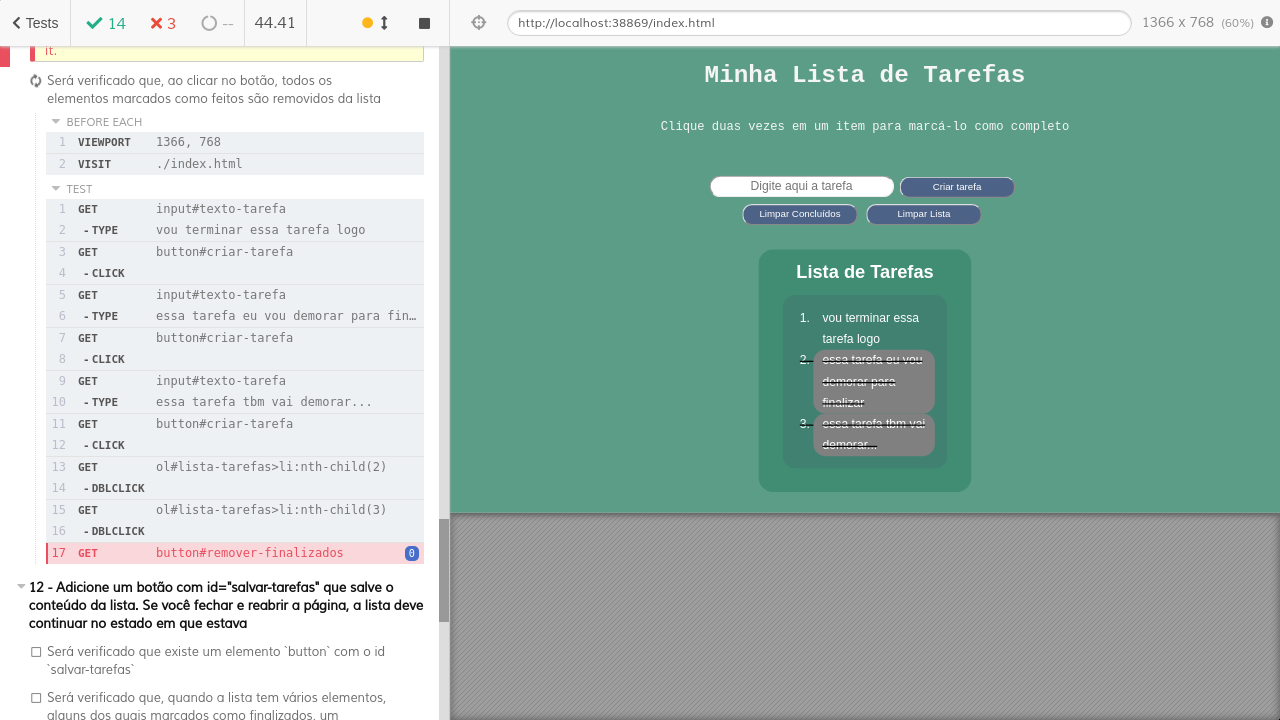 Tests
14
3
--
44.41
http://localhost:38869/index.html
1366 x 768 (60%)
it.
Será verificado que, ao clicar no botão, todos os
elementos marcados como feitos são removidos da lista
BEFORE EACH
1 VIEWPORT 1366, 768
2 VISIT ./index.html
TEST
1 GET input#texto-tarefa
2 -TYPE vou terminar essa tarefa logo
3 GET button#criar-tarefa
4 -CLICK
5 GET input#texto-tarefa
6 -TYPE essa tarefa eu vou demorar para fin…
7 GET button#criar-tarefa
8 -CLICK
9 GET input#texto-tarefa
10 -TYPE essa tarefa tbm vai demorar...
11 GET button#criar-tarefa
12 -CLICK
13 GET ol#lista-tarefas>li:nth-child(2)
14 -DBLCLICK
15 GET ol#lista-tarefas>li:nth-child(3)
16 -DBLCLICK
17 GET button#remover-finalizados 0
12 - Adicione um botão com id="salvar-tarefas" que salve o
conteúdo da lista. Se você fechar e reabrir a página, a lista deve
continuar no estado em que estava
Será verificado que existe um elemento `button` com o id
`salvar-tarefas`
Será verificado que, quando a lista tem vários elementos,
alguns dos quais marcados como finalizados, um
Minha Lista de Tarefas
Clique duas vezes em um item para marcá-lo como completo
Digite aqui a tarefa
Criar tarefa
Limpar Concluídos
Limpar Lista
Lista de Tarefas
1. vou terminar essa
tarefa logo
2. essa tarefa eu vou
demorar para
finalizar
3. essa tarefa tbm vai
demorar...